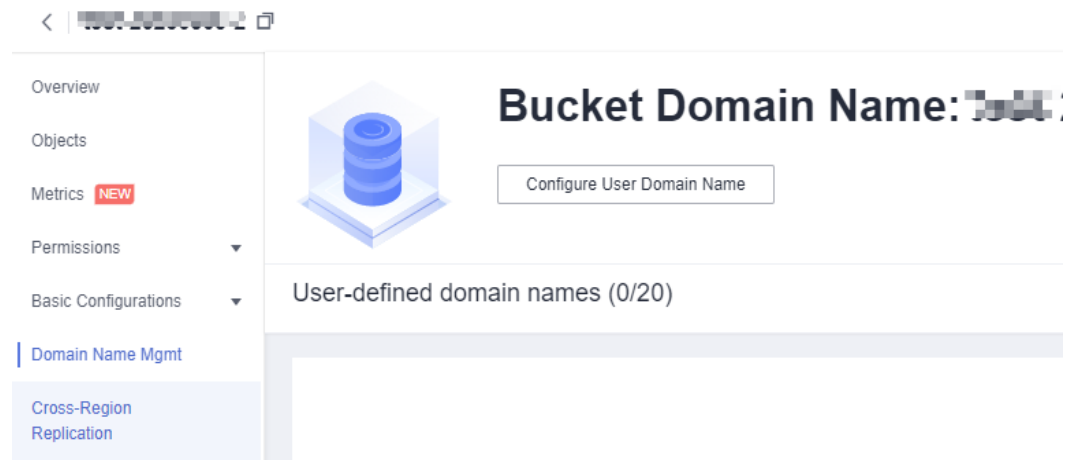 Overview
Objects
Metrics NEW
Permissions
Basic Configurations
Domain Name Mgmt
Cross-Region
Replication
Bucket Domain Name:
Configure User Domain Name
User-defined domain names (0/20)